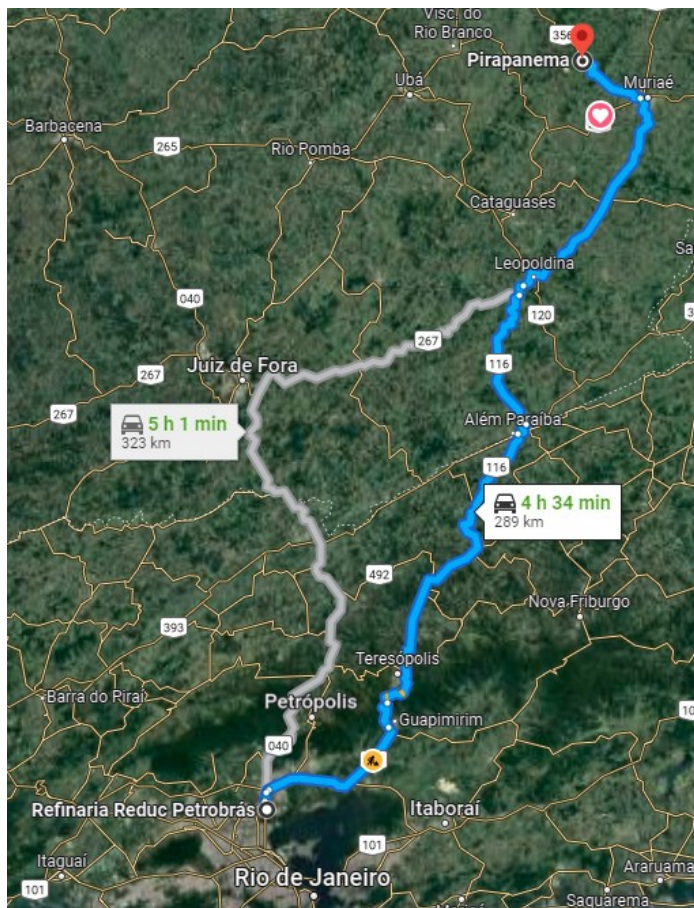 Visc. do
Rio Branco
356
Pirapanema
Muriaé
Ubá
Barbacena
265
Rio Pomba
Cataguases
Sa
Leopoldina
040
120
3
267
116
Juiz de Fora
267
267
5 h 1 min
323 km
Além Paraíba
116
4 h 34 min
289 km
492
Nova Friburgo
393
Teresópolis
Barra do Piraí
Petrópolis
10
Guapimirim
040
Refinaria Reduc Petrobrás
Itaboraí
101
Itaguaí
Araruama
101
Rio de Janeiro
Saquarema